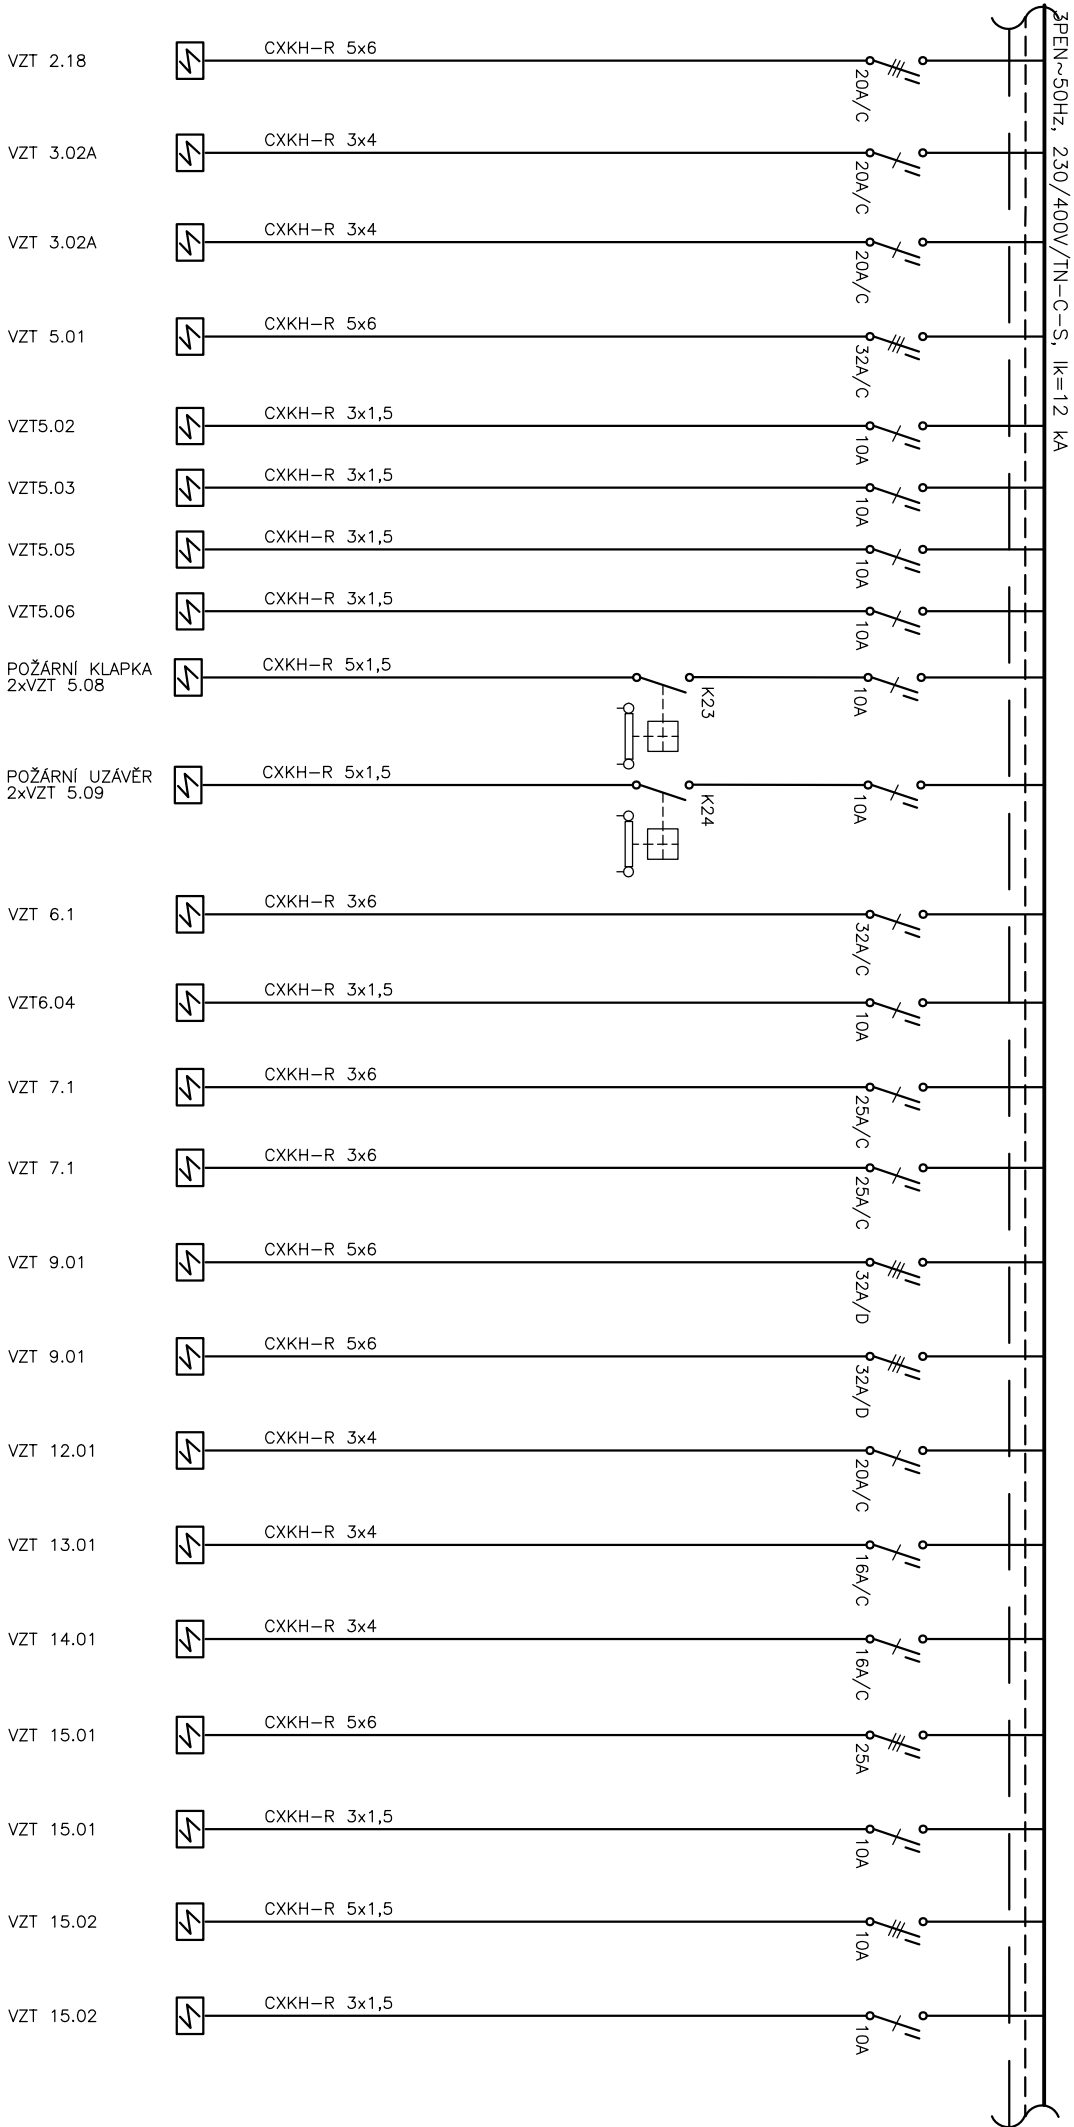 3PEN~50Hz, 230/400V/TN-C-S, Ik=12 kA
VZT 2.18
CXKH-R 5x6
20A/C
VZT 3.02A
CXKH-R 3x4
20A/C
VZT 3.02A
CXKH-R 3x4
20A/C
VZT 5.01
CXKH-R 5x6
32A/C
VZT5.02
CXKH-R 3x1,5
10A
VZT5.03
CXKH-R 3x1,5
10A
VZT5.05
CXKH-R 3x1,5
10A
VZT5.06
CXKH-R 3x1,5
10A
POŽÁRNÍ KLAPKA
2xVZT 5.08
CXKH-R 5x1,5
K23
10A
POŽÁRNÍ UZÁVĚR
2xVZT 5.09
CXKH-R 5x1,5
K24
10A
VZT 6.1
CXKH-R 3x6
32A/C
VZT6.04
CXKH-R 3x1,5
10A
VZT 7.1
CXKH-R 3x6
25A/C
VZT 7.1
CXKH-R 3x6
25A/C
VZT 9.01
CXKH-R 5x6
32A/D
VZT 9.01
CXKH-R 5x6
32A/D
VZT 12.01
CXKH-R 3x4
20A/C
VZT 13.01
CXKH-R 3x4
16A/C
VZT 14.01
CXKH-R 3x4
16A/C
VZT 15.01
CXKH-R 5x6
25A
VZT 15.01
CXKH-R 3x1,5
10A
VZT 15.02
CXKH-R 5x1,5
10A
VZT 15.02
CXKH-R 3x1,5
10A